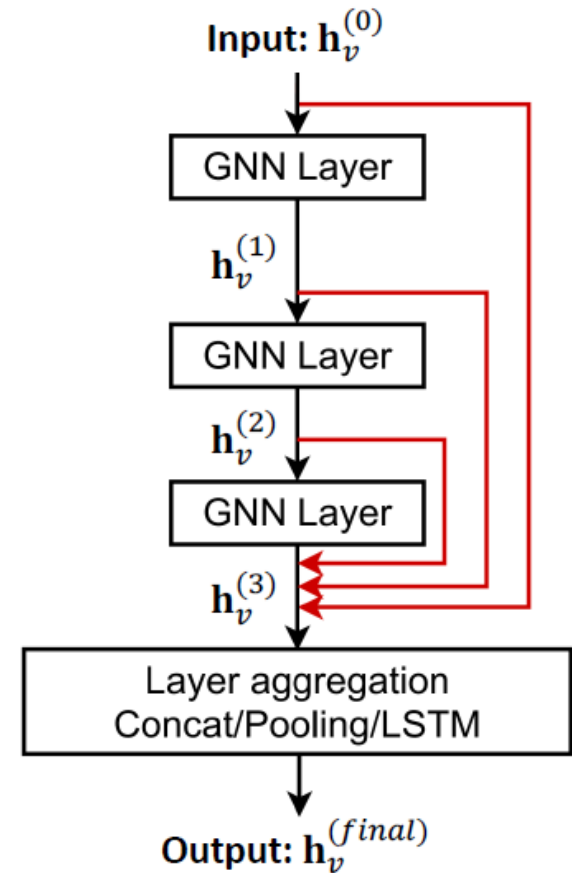 Input: h_v^(0)
GNN Layer
h_v^(1)
GNN Layer
h_v^(2)
GNN Layer
h_v^(3)
Layer aggregation
Concat/Pooling/LSTM
Output: h_v^(final)